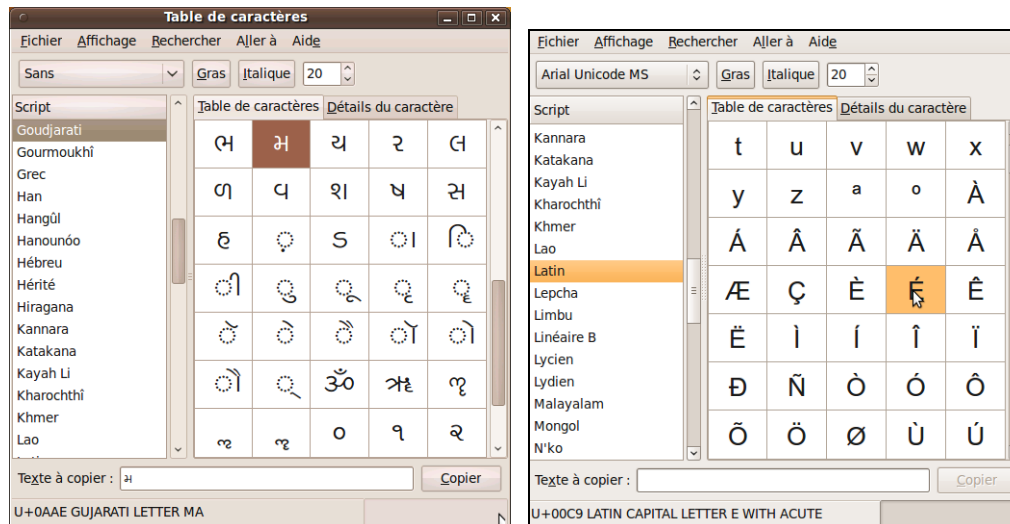 Table de caractères
Fichier Affichage Rechercher Aller à Aide
Sans Gras Italique 20
Script
Goudjarati
Gourmoukhî
Grec
Han
Hangûl
Hanounóo
Hébreu
Hérité
Hiragana
Kannara
Katakana
Kayah Li
Kharochthî
Khmer
Lao
Table de caractères Détails du caractère
ભ મ ય ર લ
ળ વ શ ષ સ
હ ઼ ઽ ા િ
ી ુ ૂ ૃ ૄ
ૅ ે ૈ ૉ ો
ૌ ્ ૐ ૠ ૡ
ૢ ૣ ૦ ૧ ૨
Texte à copier : મ Copier
U+0AAE GUJARATI LETTER MA
Fichier Affichage Rechercher Aller à Aide
Arial Unicode MS Gras Italique 20
Script
Kannara
Katakana
Kayah Li
Kharochthî
Khmer
Lao
Latin
Lepcha
Limbu
Linéaire B
Lycien
Lydien
Malayalam
Mongol
N'ko
Table de caractères Détails du caractère
t u v w x
y z ª º À
Á Â Ã Ä Å
Æ Ç È É Ê
Ë Ì Í Î Ï
Ð Ñ Ò Ó Ô
Õ Ö Ø Ù Ú
Texte à copier : Copier
U+00C9 LATIN CAPITAL LETTER E WITH ACUTE